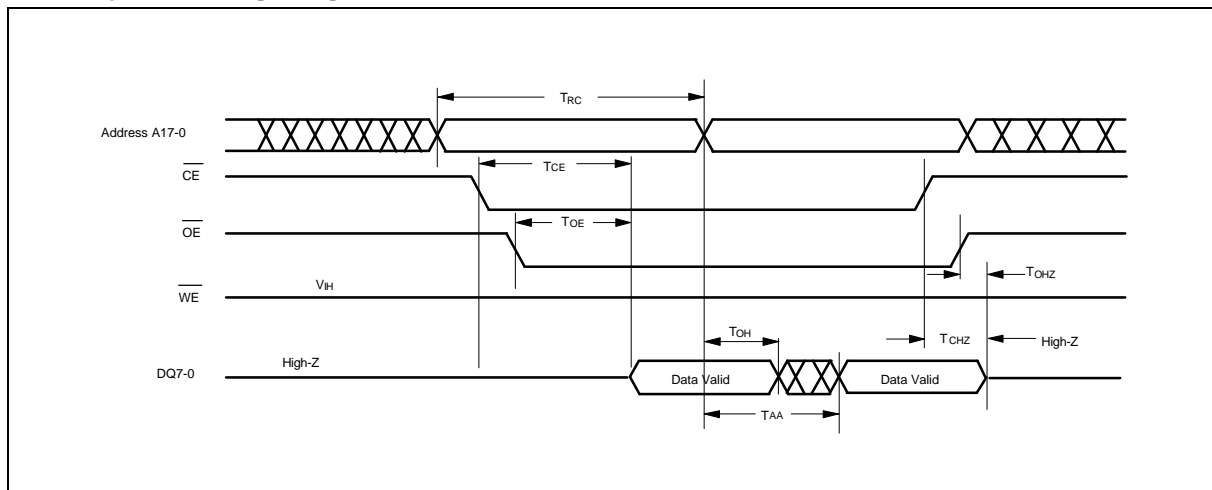 TRC
Address A17-0
TCE
CE
TOE
OE
TOHZ
VIH
WE
TOH
TCHZ
High-Z
High-Z
DQ7-0
Data Valid
Data Valid
TAA